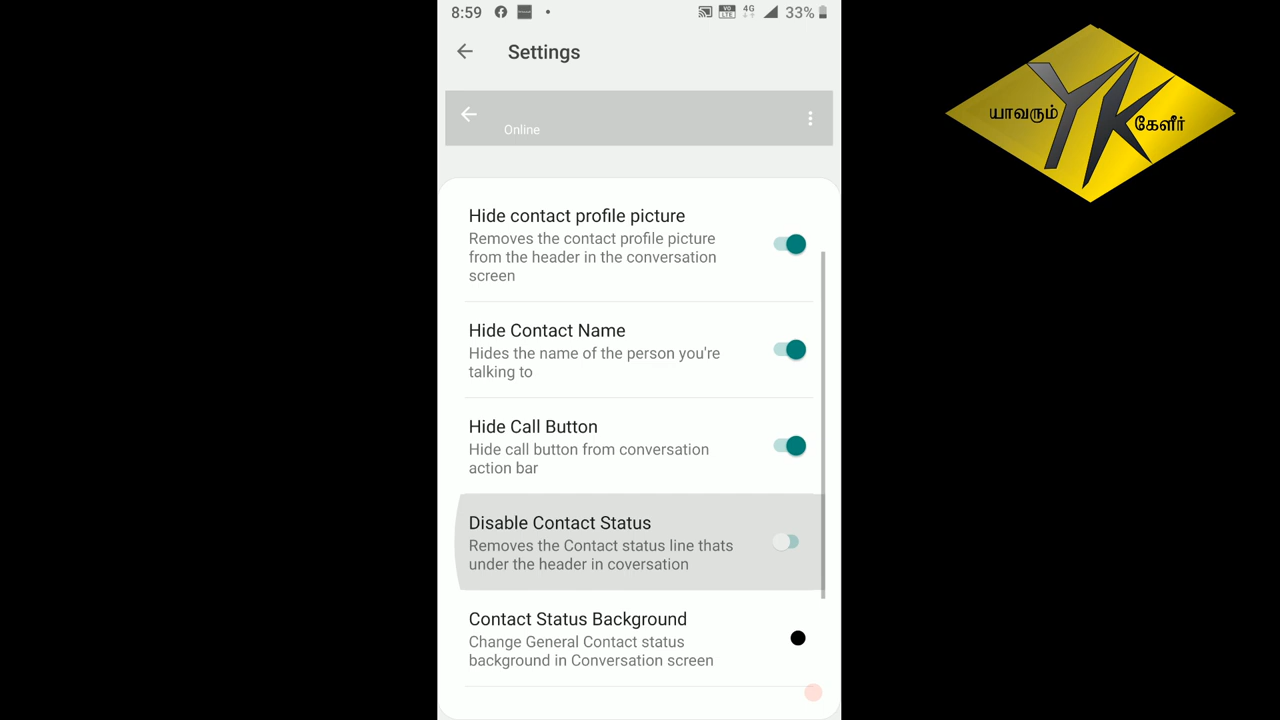 8:59
VO
LTE
4G
33%
Settings
Online
Hide contact profile picture
Removes the contact profile picture
from the header in the conversation
screen
Hide Contact Name
Hides the name of the person you're
talking to
Hide Call Button
Hide call button from conversation
action bar
Disable Contact Status
Removes the Contact status line thats
under the header in coversation
Contact Status Background
Change General Contact status
background in Conversation screen
யாவரும் YK கேளீர்